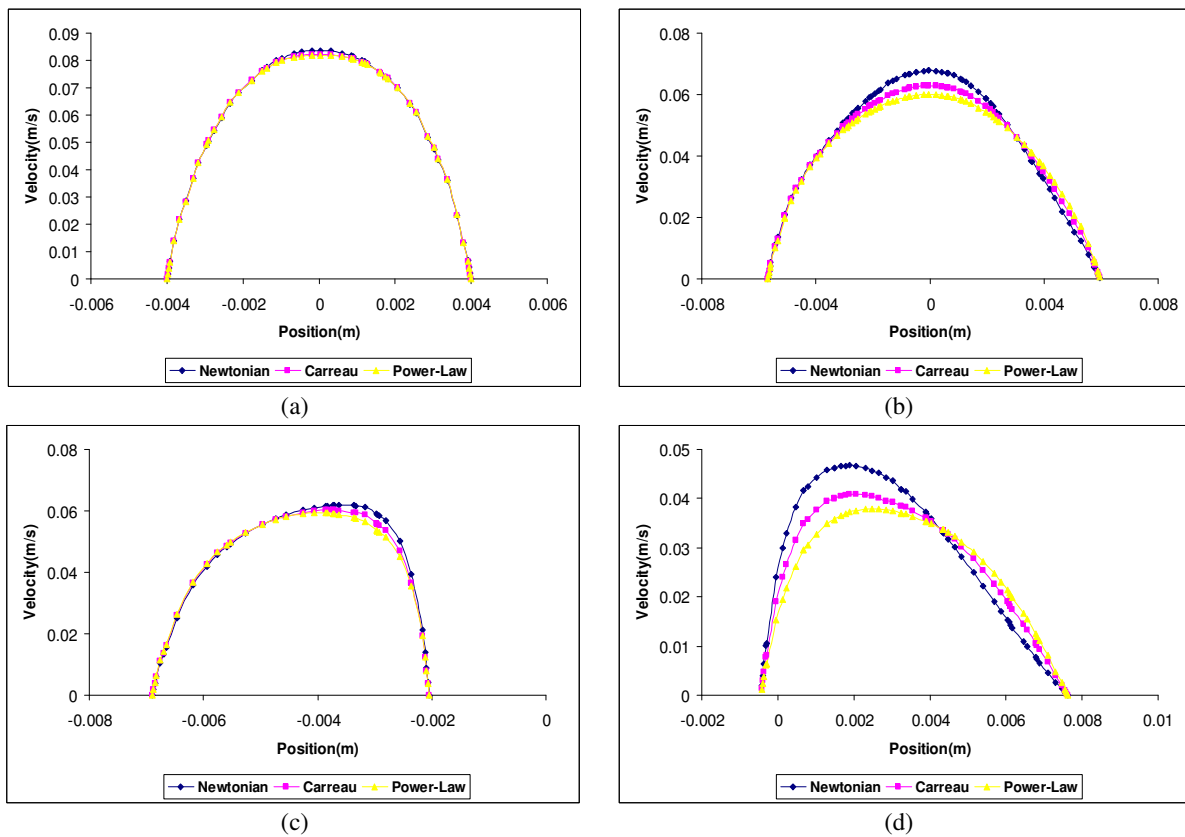 0.09
0.08
0.07
0.06
0.05
0.04
0.03
0.02
0.01
0
Velocity(m/s)
-0.006 -0.004 -0.002 0 0.002 0.004 0.006
Position(m)
Newtonian Carreau Power-Law
(a)
0.08
0.06
0.04
0.02
0
Velocity(m/s)
-0.008 -0.004 0 0.004 0.008
Position(m)
Newtonian Carreau Power-Law
(b)
0.08
0.06
0.04
0.02
0
Velocity(m/s)
-0.008 -0.006 -0.004 -0.002 0
Position(m)
Newtonian Carreau Power-Law
(c)
0.05
0.04
0.03
0.02
0.01
0
Velocity(m/s)
-0.002 0 0.002 0.004 0.006 0.008 0.01
Position(m)
Newtonian Carreau Power-Law
(d)